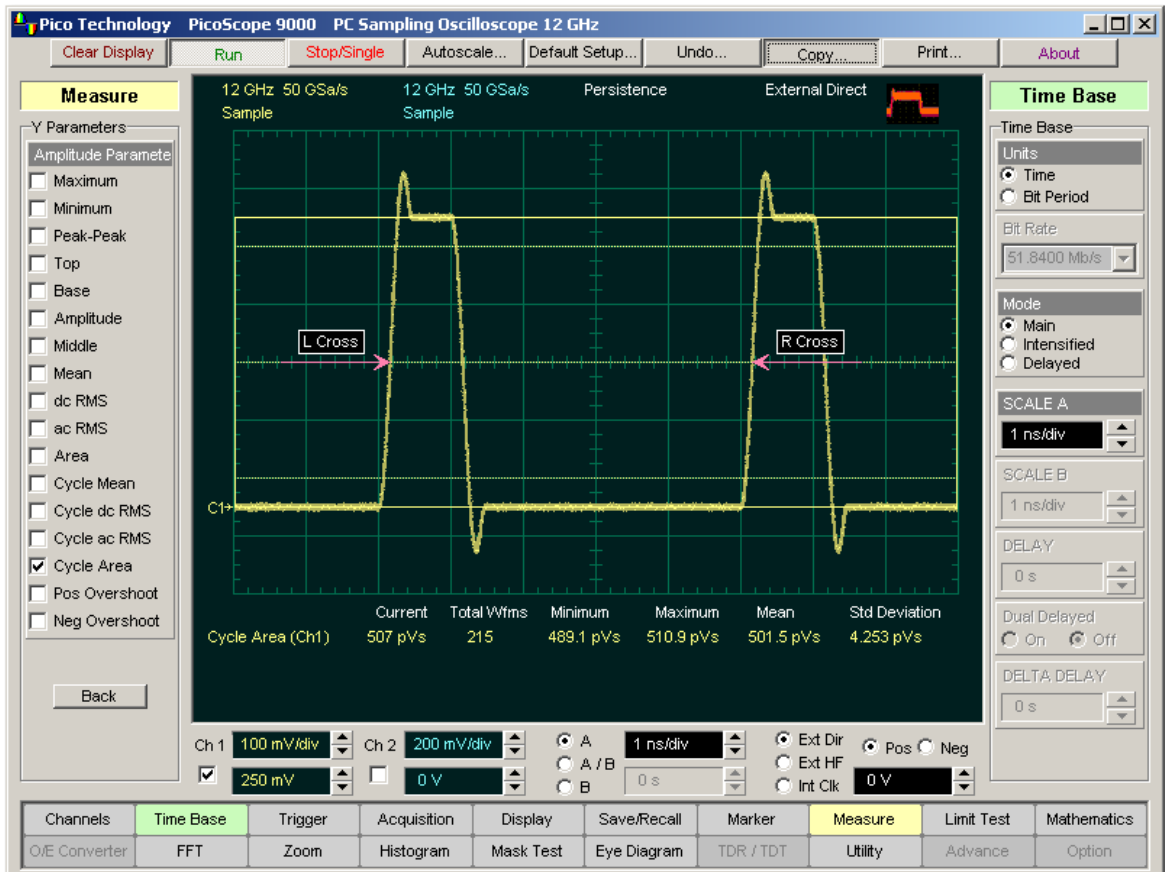 Pico Technology PicoScope 9000 PC Sampling Oscilloscope 12 GHz
Clear Display Run Stop/Single Autoscale... Default Setup... Undo... Copy... Print... About
Measure
Y Parameters
Amplitude Paramete
Maximum
Minimum
Peak-Peak
Top
Base
Amplitude
Middle
Mean
dc RMS
ac RMS
Area
Cycle Mean
Cycle dc RMS
Cycle ac RMS
Cycle Area
Pos Overshoot
Neg Overshoot
Back
12 GHz 50 GSa/s 12 GHz 50 GSa/s Persistence External Direct
Sample Sample
L Cross R Cross
C1
Current Total Wfms Minimum Maximum Mean Std Deviation
Cycle Area (Ch1) 507 pVs 215 489.1 pVs 510.9 pVs 501.5 pVs 4.253 pVs
Time Base
Time Base
Units
Time
Bit Period
Bit Rate
51.8400 Mb/s
Mode
Main
Intensified
Delayed
SCALE A
1 ns/div
SCALE B
1 ns/div
DELAY
0 s
Dual Delayed
On Off
DELTA DELAY
0 s
Ch 1 100 mV/div Ch 2 200 mV/div A 1 ns/div Ext Dir Pos Neg
A / B Ext HF
250 mV 0 V B 0 s Int Clk 0 V
Channels Time Base Trigger Acquisition Display Save/Recall Marker Measure Limit Test Mathematics
O/E Converter FFT Zoom Histogram Mask Test Eye Diagram TDR / TDT Utility Advance Option